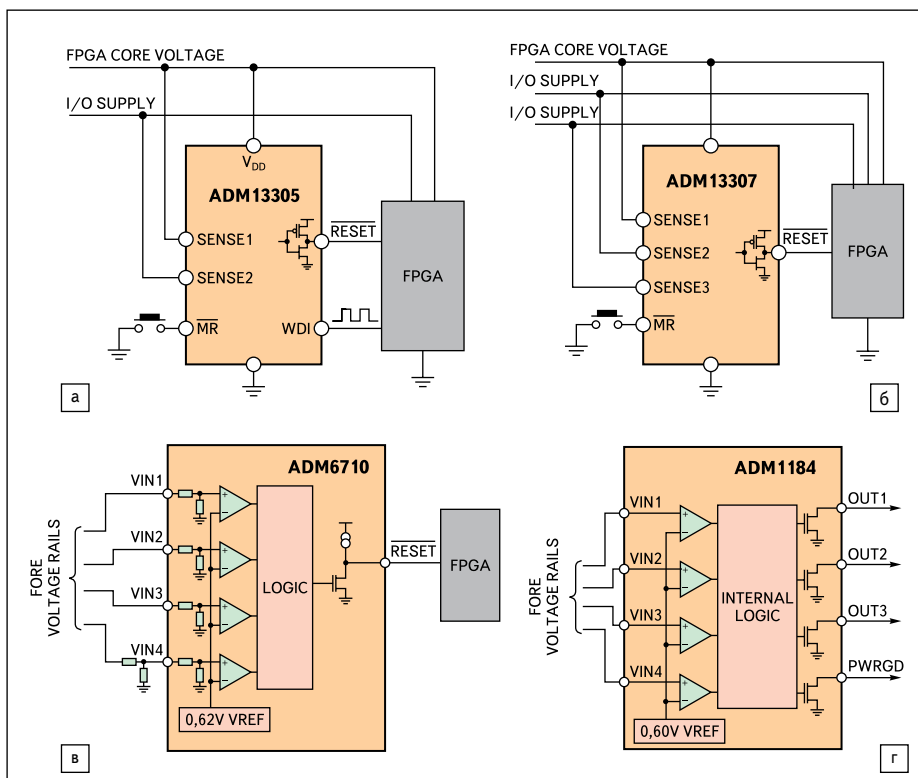 FPGA CORE VOLTAGE
I/O SUPPLY
VDD
ADM13305
SENSE1
SENSE2
MR
RESET
WDI
FPGA
а
FPGA CORE VOLTAGE
I/O SUPPLY
I/O SUPPLY
ADM13307
SENSE1
SENSE2
SENSE3
MR
RESET
FPGA
б
ADM6710
VIN1
VIN2
VIN3
VIN4
FORE
VOLTAGE RAILS
LOGIC
0,62V VREF
RESET
FPGA
в
ADM1184
VIN1
VIN2
VIN3
VIN4
FORE
VOLTAGE RAILS
INTERNAL
LOGIC
0,60V VREF
OUT1
OUT2
OUT3
PWRGD
г